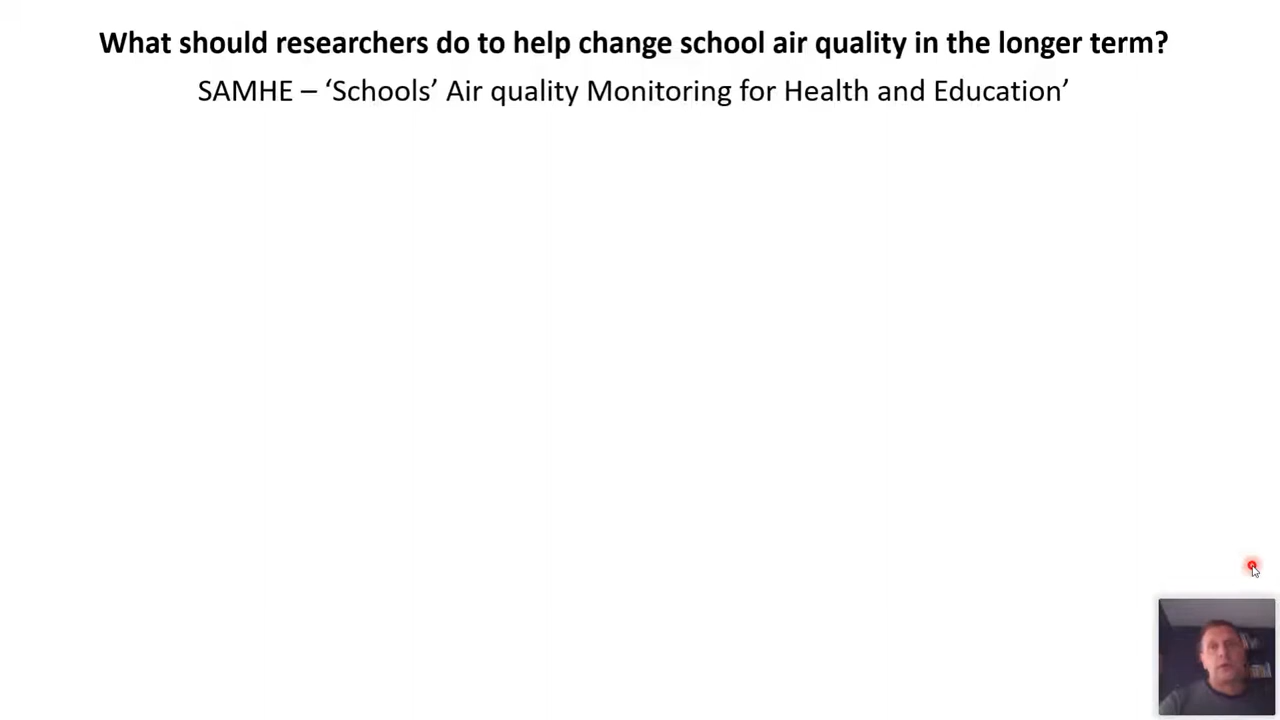 What should researchers do to help change school air quality in the longer term?
SAMHE – ‘Schools’ Air quality Monitoring for Health and Education’